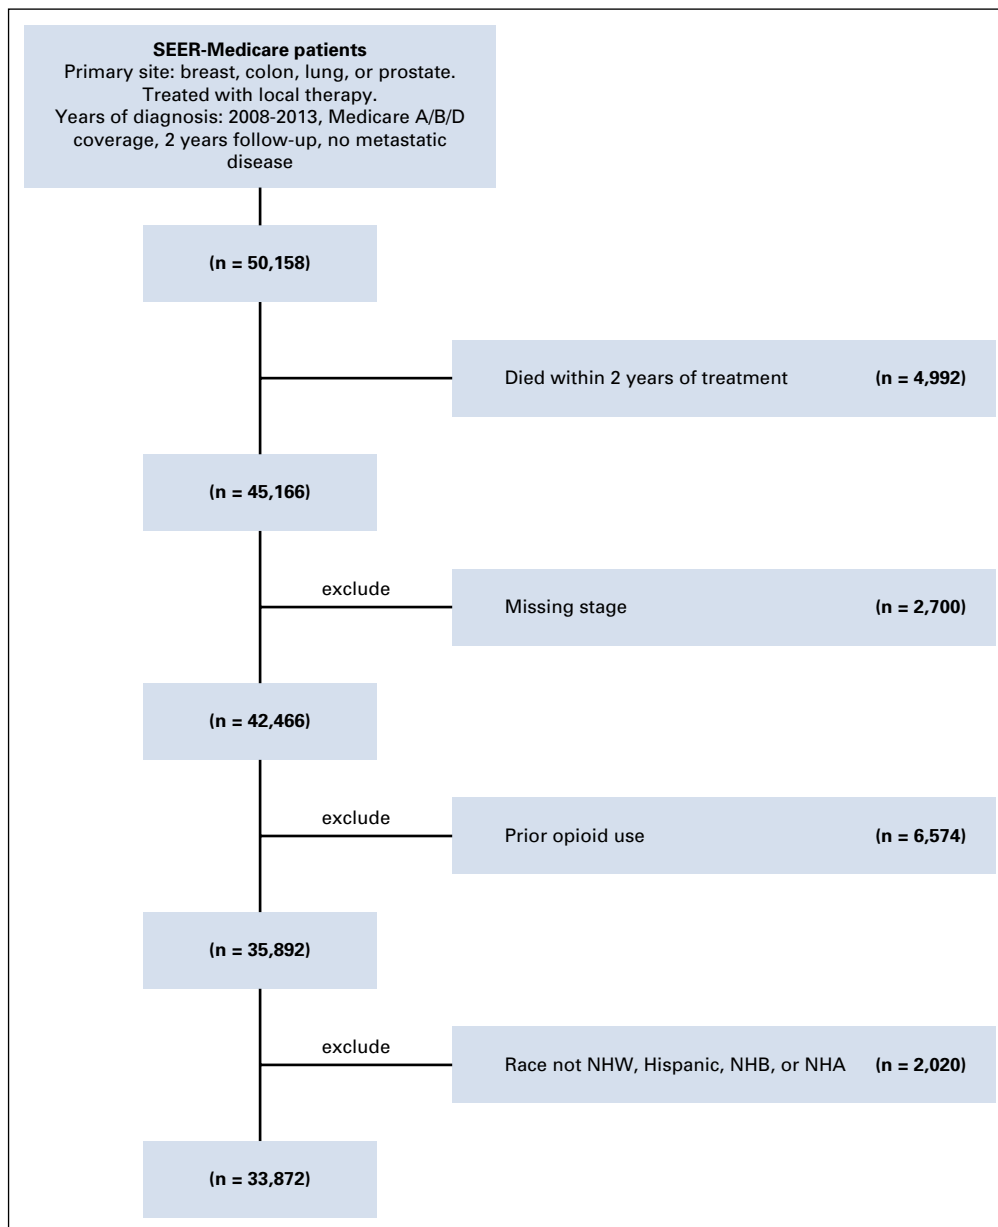 SEER-Medicare patients
Primary site: breast, colon, lung, or prostate.
Treated with local therapy.
Years of diagnosis: 2008-2013, Medicare A/B/D
coverage, 2 years follow-up, no metastatic
disease
(n = 50,158)
Died within 2 years of treatment (n = 4,992)
(n = 45,166)
exclude
Missing stage (n = 2,700)
(n = 42,466)
exclude
Prior opioid use (n = 6,574)
(n = 35,892)
exclude
Race not NHW, Hispanic, NHB, or NHA (n = 2,020)
(n = 33,872)